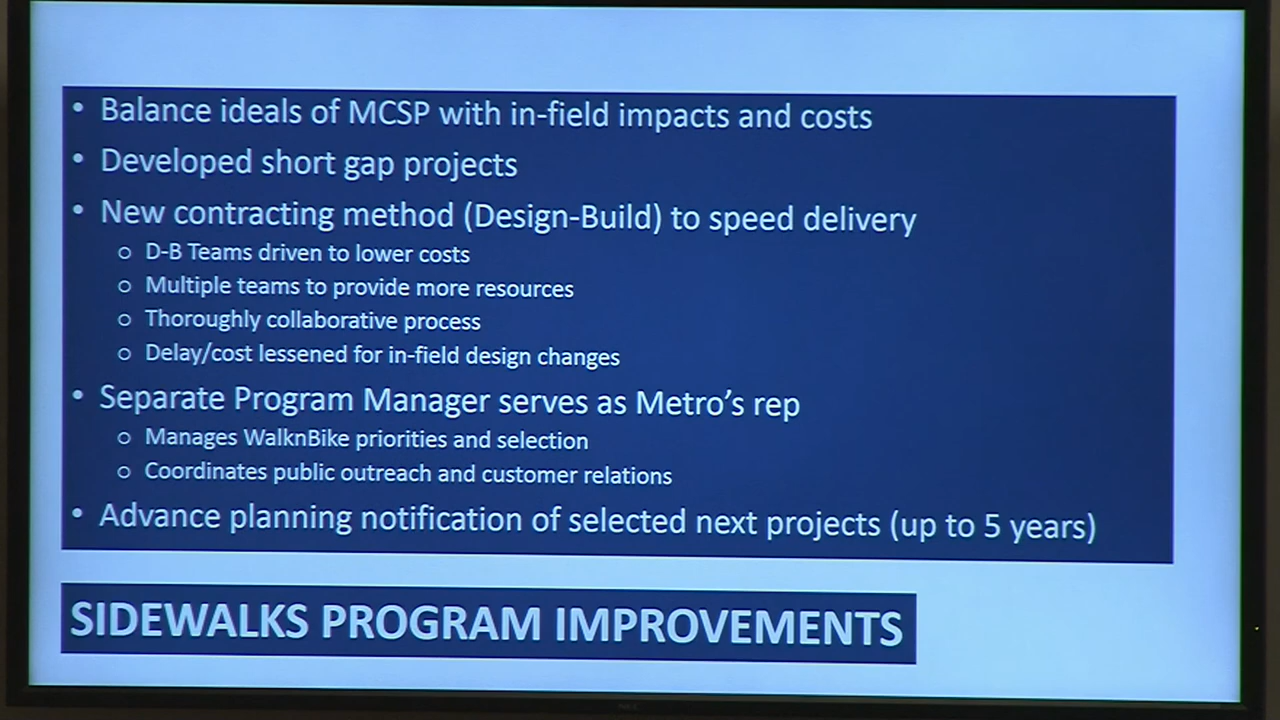 • Balance ideals of MCSP with in-field impacts and costs
• Developed short gap projects
• New contracting method (Design-Build) to speed delivery
o D-B Teams driven to lower costs
o Multiple teams to provide more resources
o Thoroughly collaborative process
o Delay/cost lessened for in-field design changes
• Separate Program Manager serves as Metro's rep
o Manages WalknBike priorities and selection
o Coordinates public outreach and customer relations
• Advance planning notification of selected next projects (up to 5 years)
SIDEWALKS PROGRAM IMPROVEMENTS
NEC